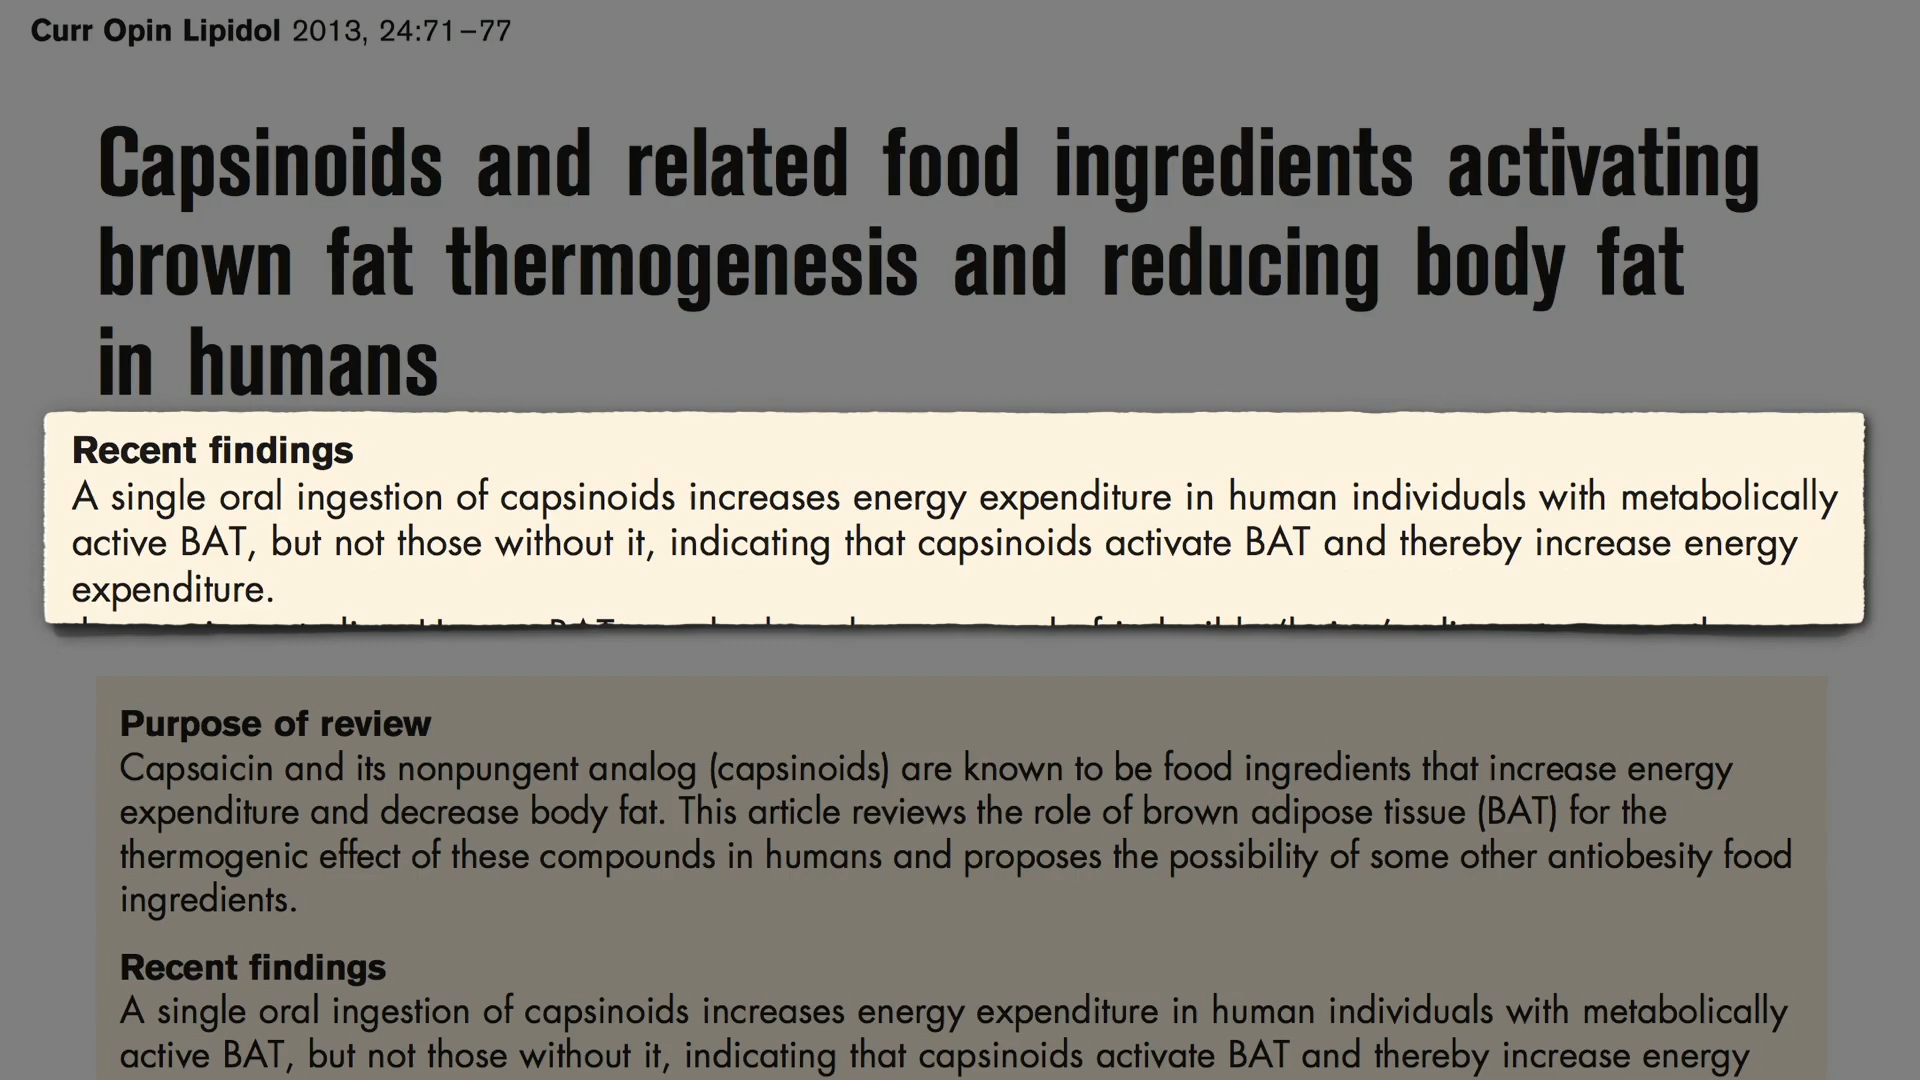 Curr Opin Lipidol 2013, 24:71–77
Capsinoids and related food ingredients activating
brown fat thermogenesis and reducing body fat
in humans
Recent findings
A single oral ingestion of capsinoids increases energy expenditure in human individuals with metabolically
active BAT, but not those without it, indicating that capsinoids activate BAT and thereby increase energy
expenditure.
Purpose of review
Capsaicin and its nonpungent analog (capsinoids) are known to be food ingredients that increase energy
expenditure and decrease body fat. This article reviews the role of brown adipose tissue (BAT) for the
thermogenic effect of these compounds in humans and proposes the possibility of some other antiobesity food
ingredients.
Recent findings
A single oral ingestion of capsinoids increases energy expenditure in human individuals with metabolically
active BAT, but not those without it, indicating that capsinoids activate BAT and thereby increase energy